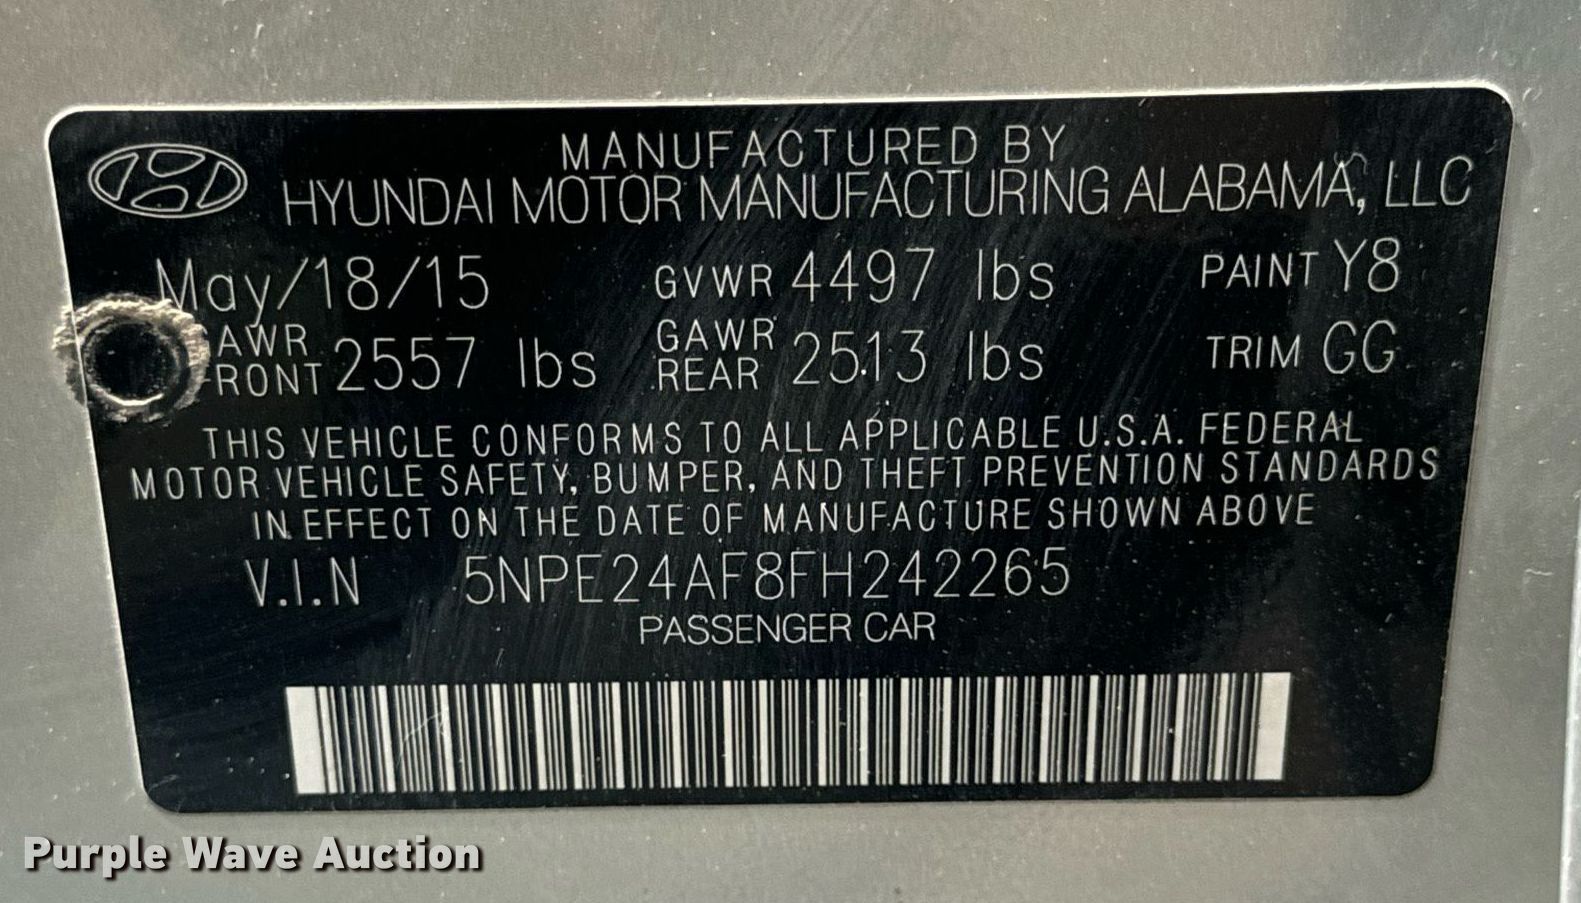 MANUFACTURED BY
HYUNDAI MOTOR MANUFACTURING ALABAMA, LLC
May/18/15 GVWR 4497 lbs PAINT Y8
GAWR FRONT 2557 lbs GAWR REAR 2513 lbs TRIM GG
THIS VEHICLE CONFORMS TO ALL APPLICABLE U.S.A. FEDERAL
MOTOR VEHICLE SAFETY, BUMPER, AND THEFT PREVENTION STANDARDS
IN EFFECT ON THE DATE OF MANUFACTURE SHOWN ABOVE
V.I.N 5NPE24AF8FH242265
PASSENGER CAR
Purple Wave Auction